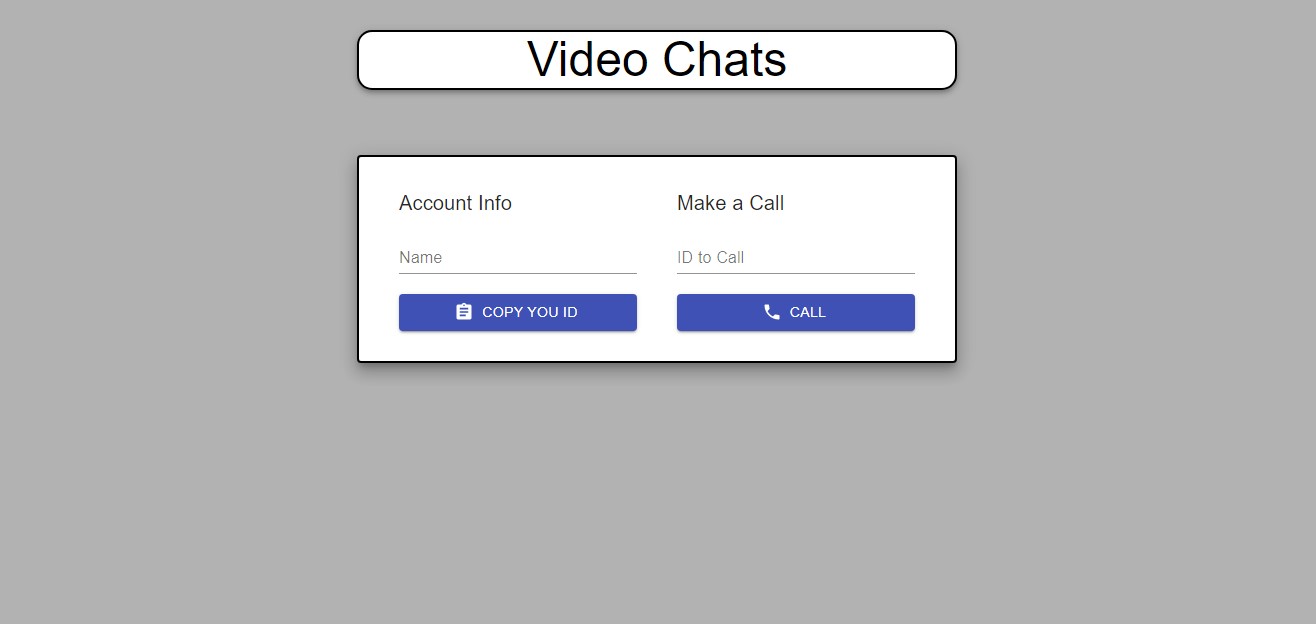 Video Chats
Account Info
Name
COPY YOU ID
Make a Call
ID to Call
CALL